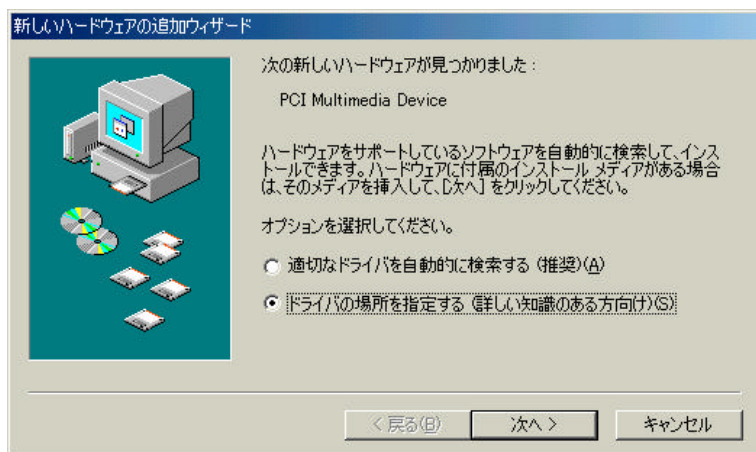 新しいハードウェアの追加ウィザード
次の新しいハードウェアが見つかりました：
PCI Multimedia Device
ハードウェアをサポートしているソフトウェアを自動的に検索して、インス
トールできます。ハードウェアに付属のインストール メディアがある場合
は、そのメディアを挿入して、[次へ] をクリックしてください。
オプションを選択してください。
適切なドライバを自動的に検索する (推奨)(A)
ドライバの場所を指定する (詳しい知識のある方向け)(S)
< 戻る(B)
次へ >
キャンセル